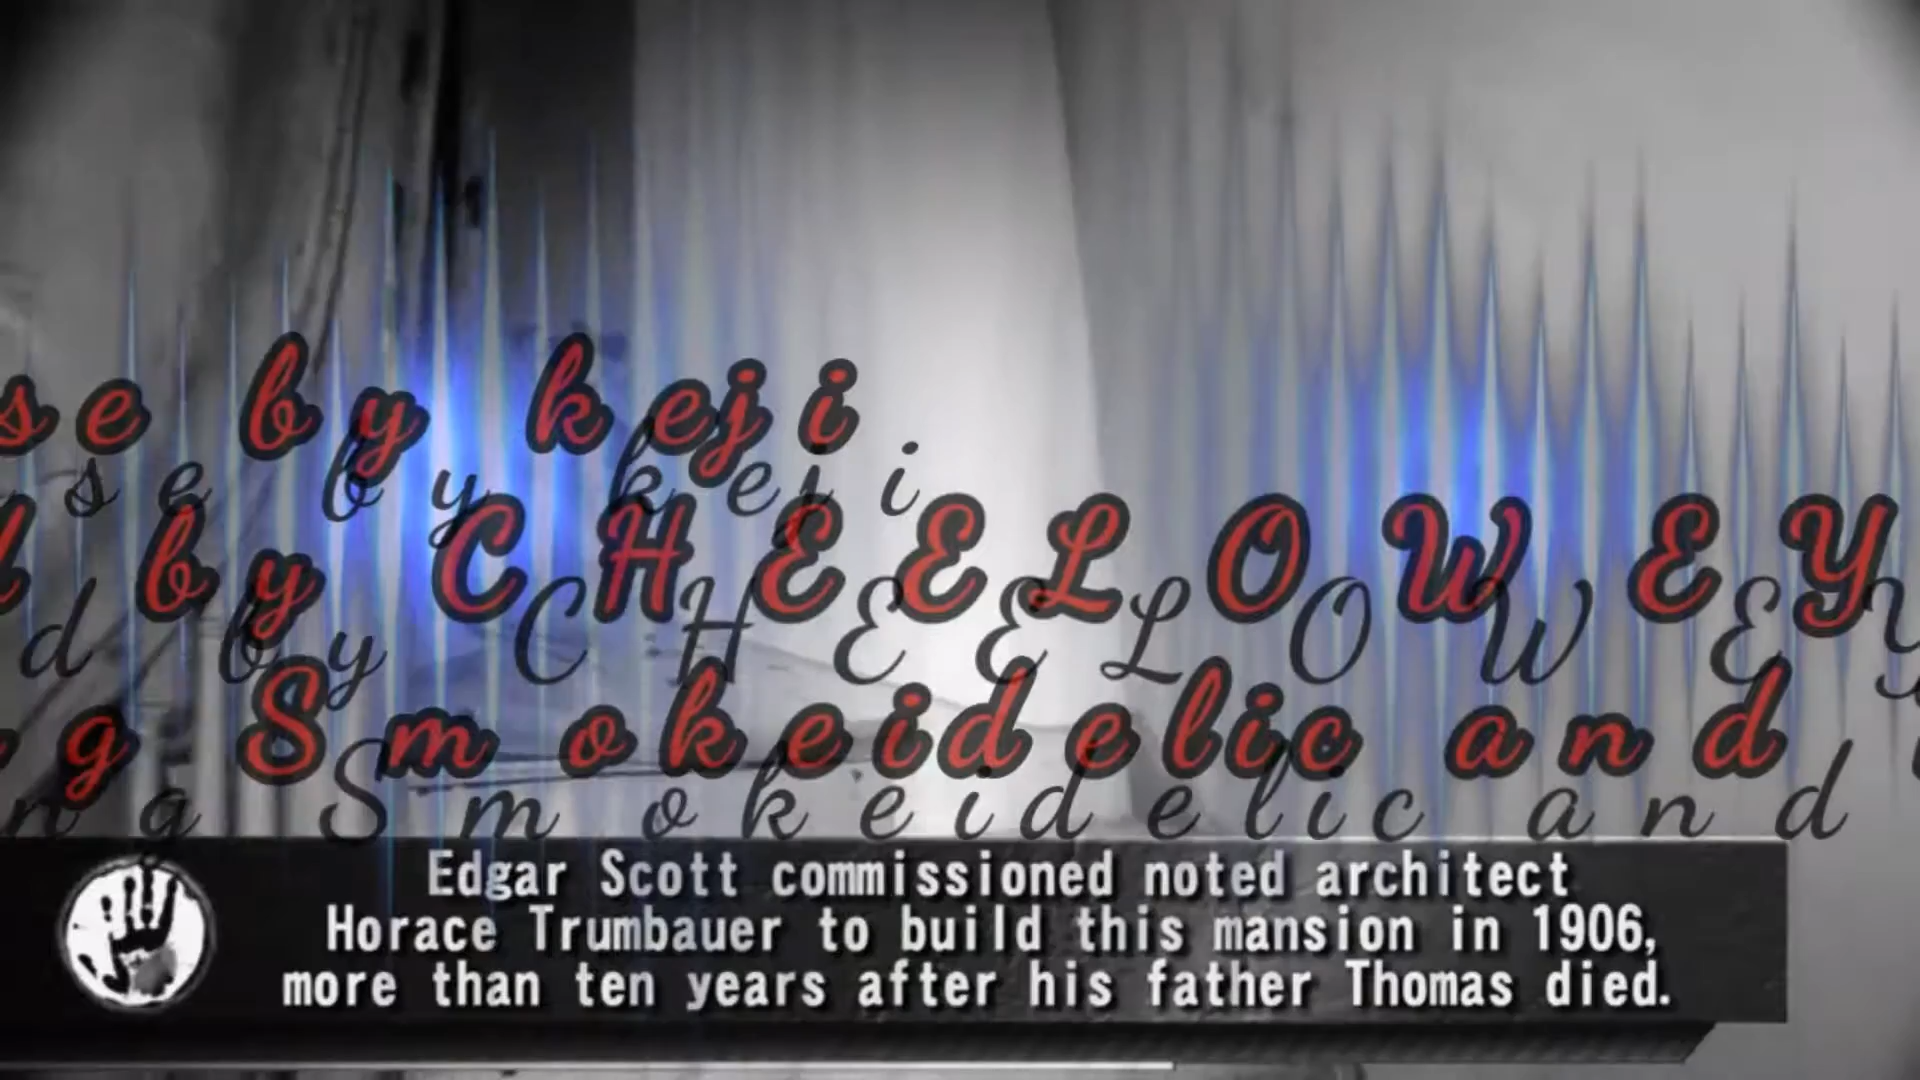 se by keji
se by keji
d by CHEELOWEY
d by CHEELOWEY
g Smokeidelic and
ng Smokeidelic and
Edgar Scott commissioned noted architect
Horace Trumbauer to build this mansion in 1906,
more than ten years after his father Thomas died.